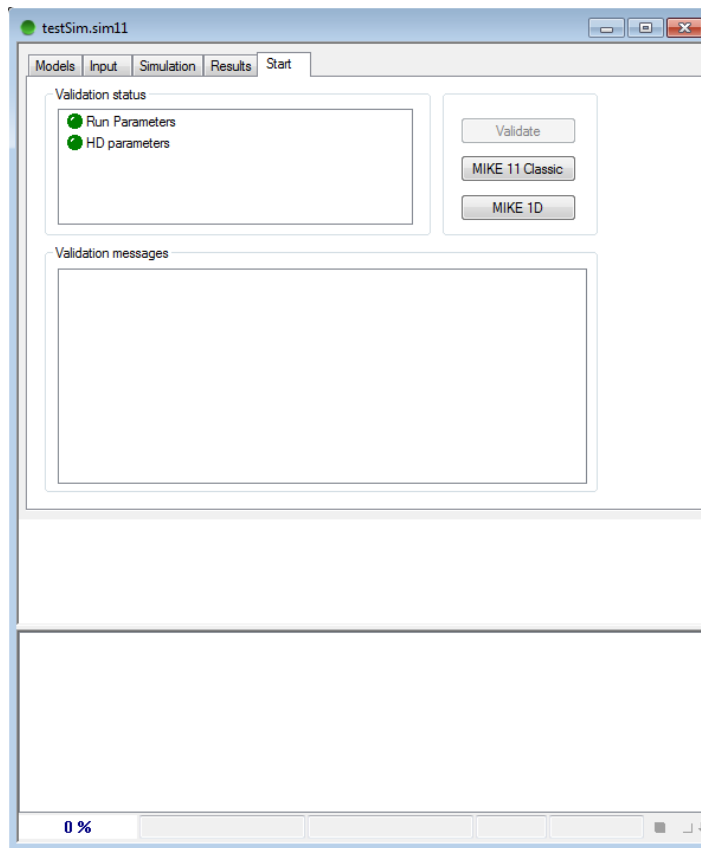 testSim.sim11
Models Input Simulation Results Start
Validation status
Run Parameters
HD parameters
Validate
MIKE 11 Classic
MIKE 1D
Validation messages
0 %